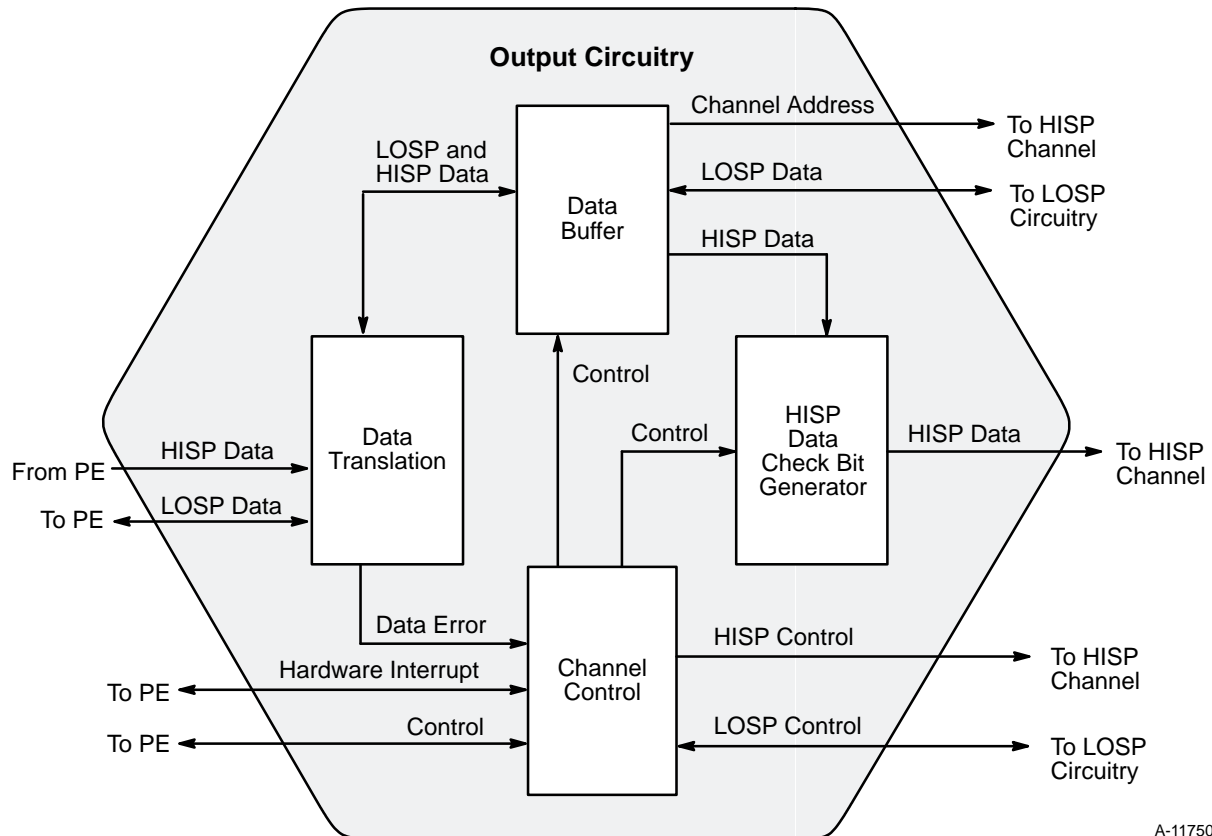 Output Circuitry
Channel Address
To HISP
Channel
LOSP and
HISP Data
LOSP Data
To LOSP
Circuitry
Data
Buffer
HISP Data
Control
HISP
Data
Check Bit
Generator
Control
HISP Data
To HISP
Channel
Data
Translation
From PE
HISP Data
To PE
LOSP Data
Data Error
HISP Control
To HISP
Channel
Channel
Control
Hardware Interrupt
To PE
Control
To PE
LOSP Control
To LOSP
Circuitry
A-11750